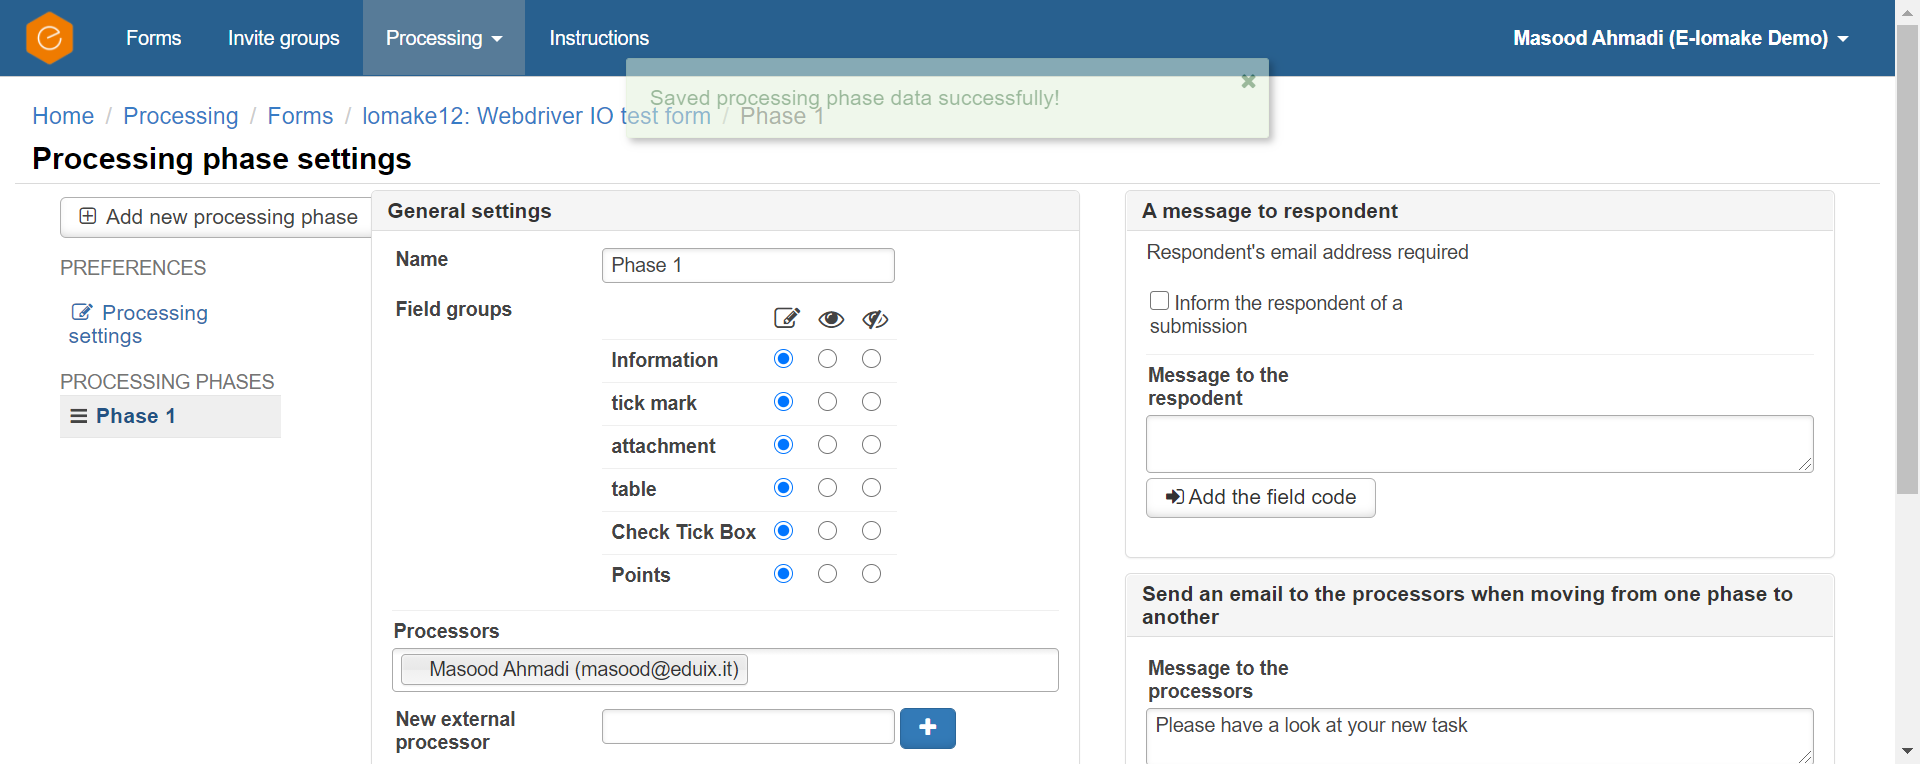 Forms
Invite groups
Processing
Instructions
Masood Ahmadi (E-lomake Demo)
Saved processing phase data successfully!
Home / Processing / Forms / lomake12: Webdriver IO test form / Phase 1
Processing phase settings
Add new processing phase
PREFERENCES
Processing
settings
PROCESSING PHASES
Phase 1
General settings
Name
Phase 1
Field groups
Information
tick mark
attachment
table
Check Tick Box
Points
Processors
Masood Ahmadi (masood@eduix.it)
New external
processor
A message to respondent
Respondent's email address required
Inform the respondent of a
submission
Message to the
respodent
Add the field code
Send an email to the processors when moving from one phase to
another
Message to the
processors
Please have a look at your new task